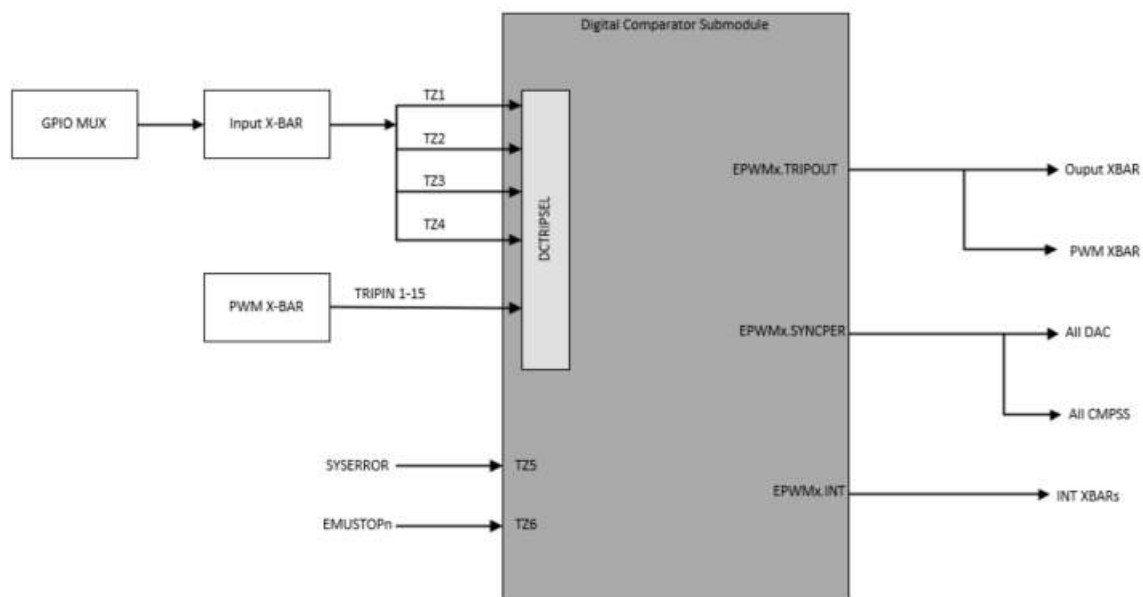 Digital Comparator Submodule
GPIO MUX
Input X-BAR
TZ1
TZ2
TZ3
TZ4
DCTRIPSEL
PWM X-BAR
TRIPIN 1-15
SYSERROR
TZ5
EMUSTOPn
TZ6
EPWMx.TRIPOUT
Ouput XBAR
PWM XBAR
EPWMx.SYNCPER
All DAC
All CMPSS
EPWMx.INT
INT XBARs